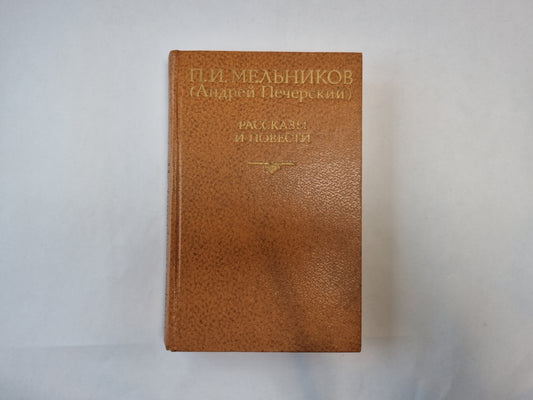 П.И. МЕЛЬНИКОВ
(Андрей Печерский)
РАССКАЗЫ
И ПОВЕСТИ